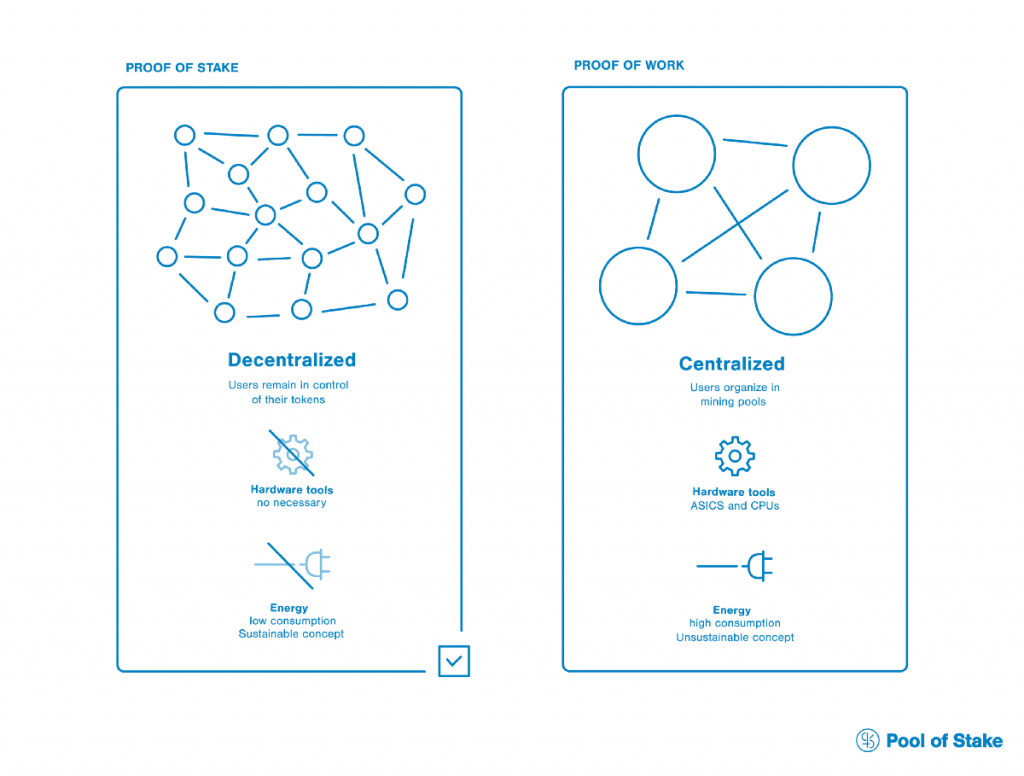 PROOF OF STAKE
Decentralized
Users remain in control
of their tokens
Hardware tools
no necessary
Energy
low consumption
Sustainable concept
PROOF OF WORK
Centralized
Users organize in
mining pools
Hardware tools
ASICS and CPUs
Energy
high consumption
Unsustainable concept
Pool of Stake